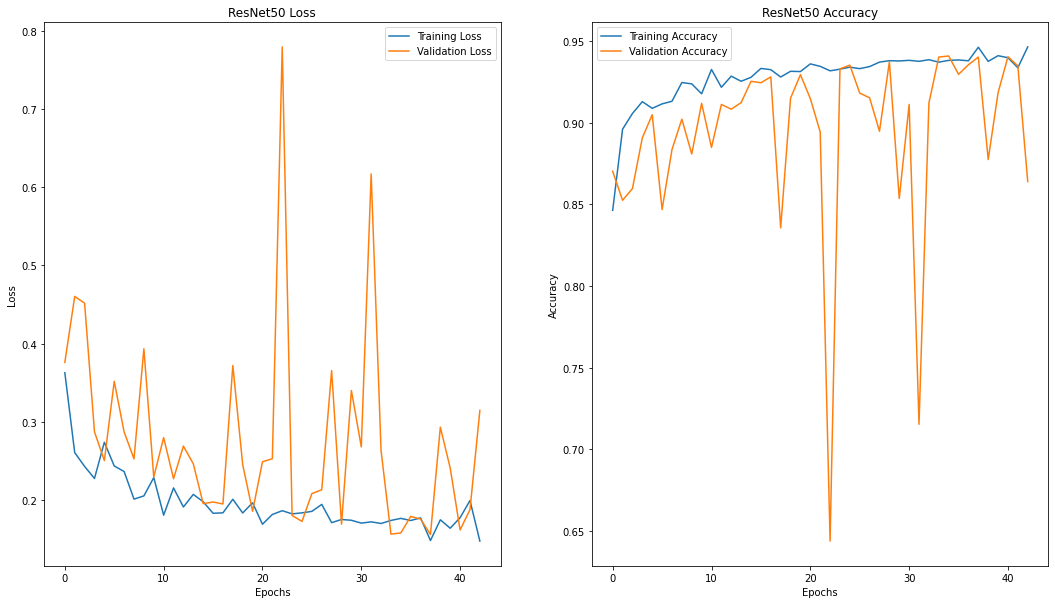 ResNet50 Loss
Training Loss
Validation Loss
0.8
0.7
0.6
0.5
0.4
0.3
0.2
Loss
0
10
20
30
40
Epochs
ResNet50 Accuracy
Training Accuracy
Validation Accuracy
0.95
0.90
0.85
0.80
0.75
0.70
0.65
Accuracy
0
10
20
30
40
Epochs